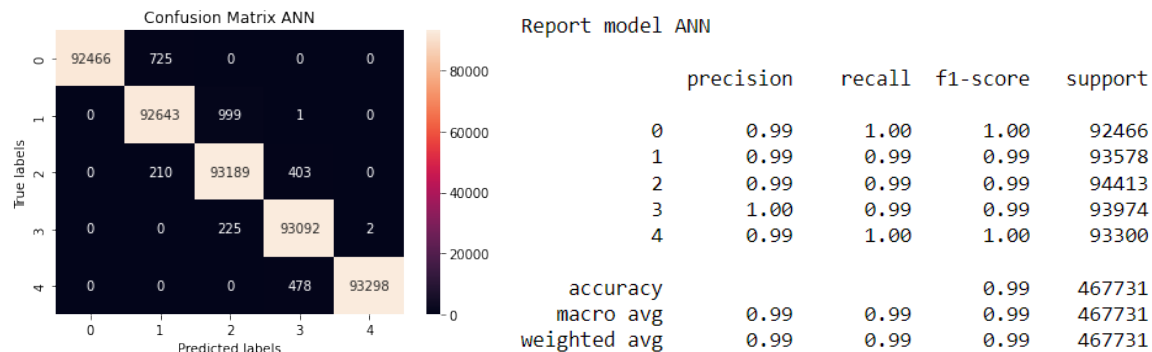 Confusion Matrix ANN
0 92466 725 0 0 0
1 0 92643 999 1 0
2 0 210 93189 403 0
3 0 0 225 93092 2
4 0 0 0 478 93298
0 1 2 3 4
Predicted labels
True labels
80000
60000
40000
20000
0
Report model ANN
precision recall f1-score support
0 0.99 1.00 1.00 92466
1 0.99 0.99 0.99 93578
2 0.99 0.99 0.99 94413
3 1.00 0.99 0.99 93974
4 0.99 1.00 1.00 93300
accuracy 0.99 467731
macro avg 0.99 0.99 0.99 467731
weighted avg 0.99 0.99 0.99 467731